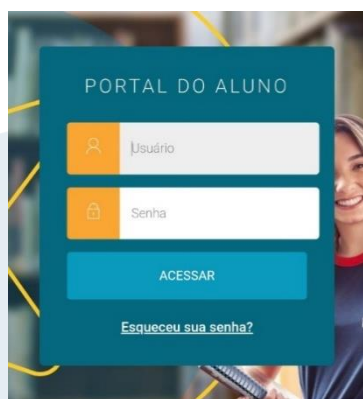 PORTAL DO ALUNO
Usuário
Senha
ACESSAR
Esqueceu sua senha?